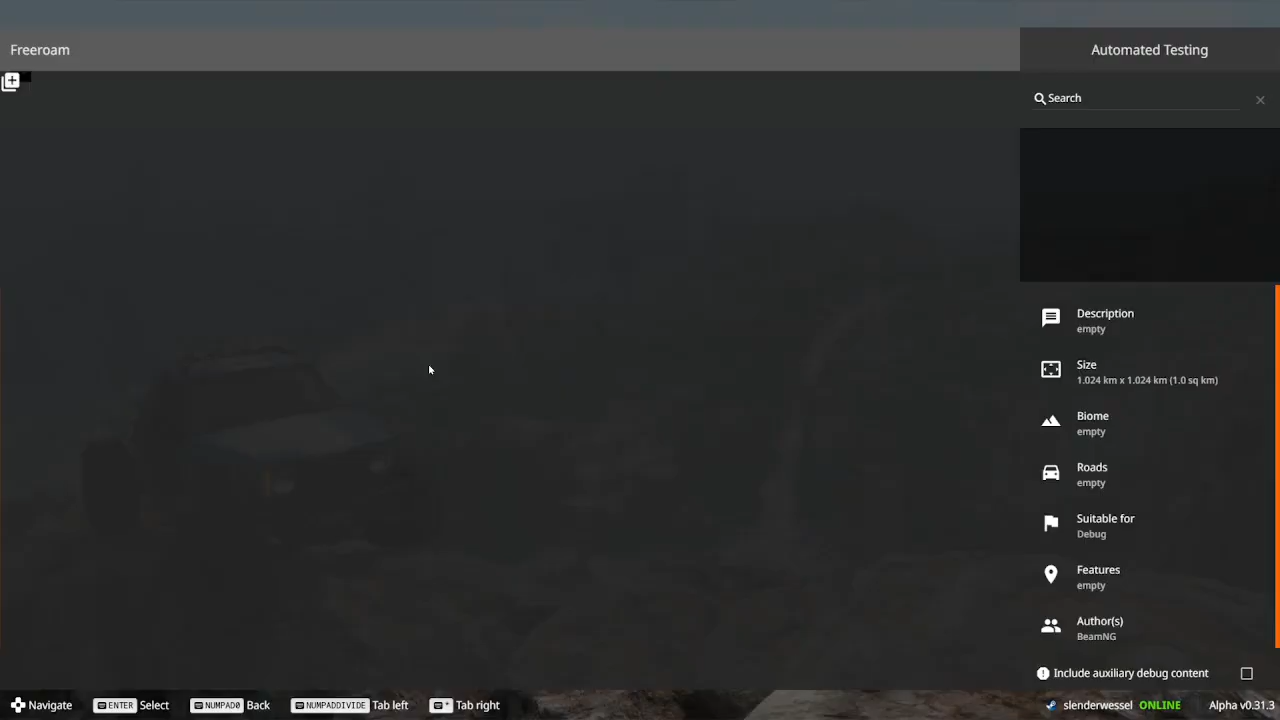 Freeroam
Automated Testing
Search
Description
empty
Size
1.024 km x 1.024 km (1.0 sq km)
Biome
empty
Roads
empty
Suitable for
Debug
Features
empty
Author(s)
BeamNG
Include auxiliary debug content
Navigate ENTER Select NUMPAD0 Back NUMPADDIVIDE Tab left * Tab right slenderwessel ONLINE Alpha v0.31.3